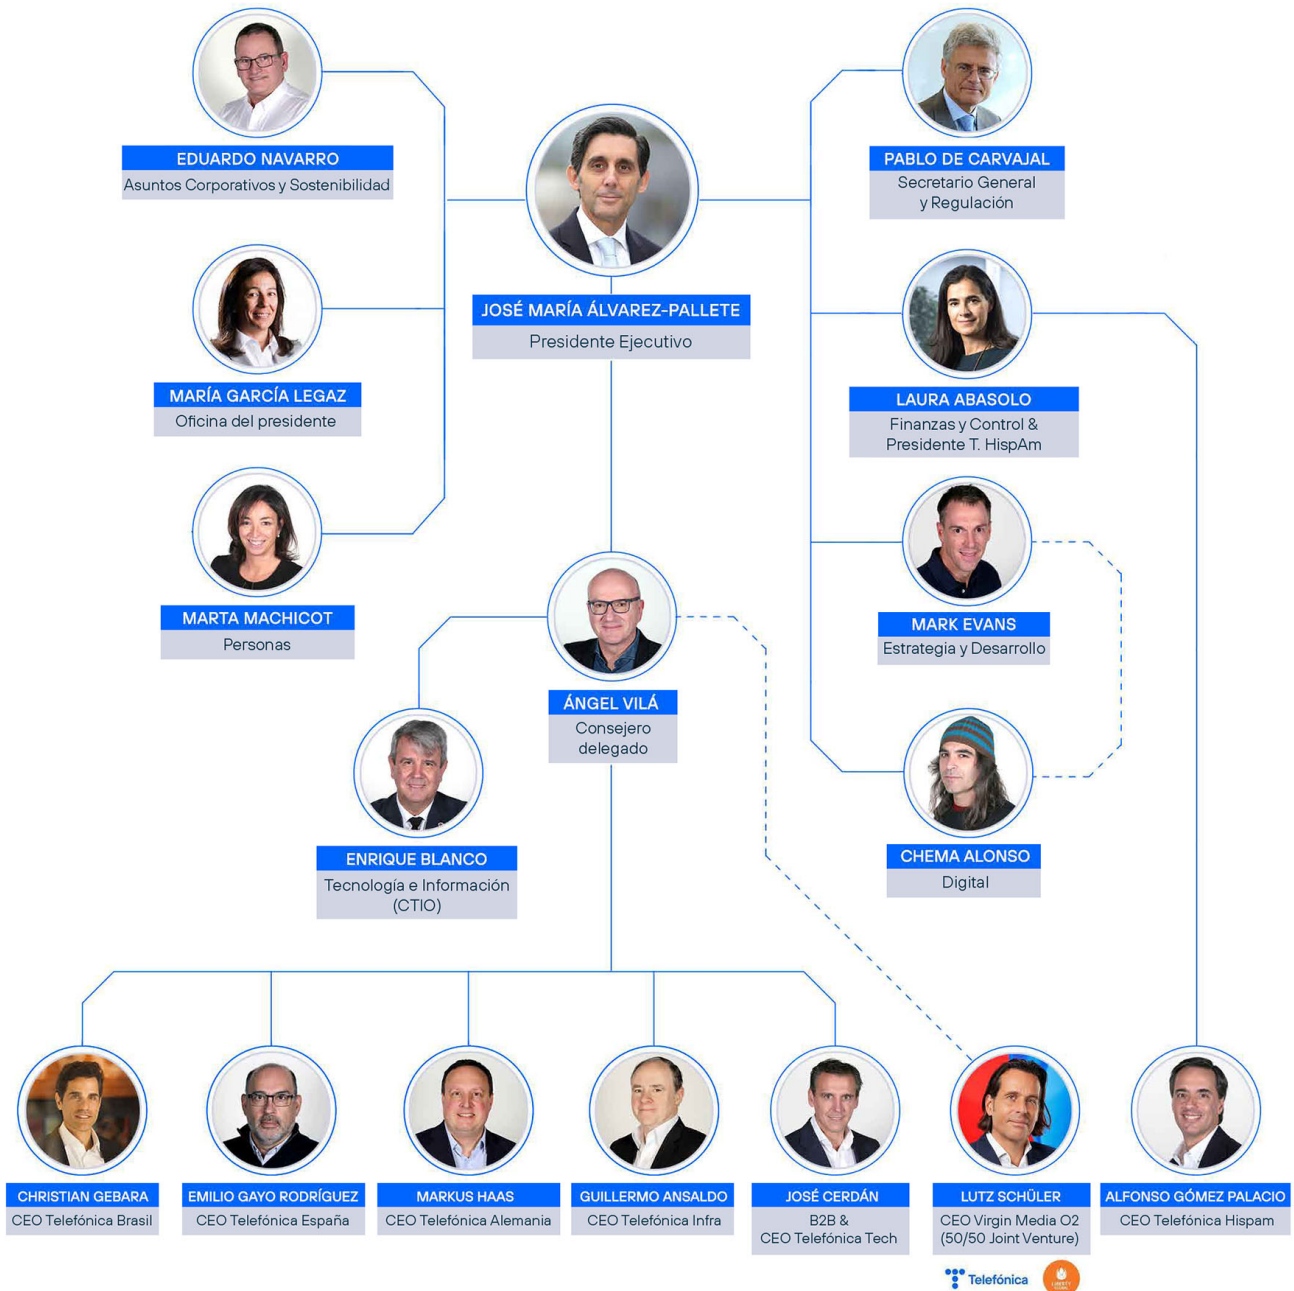 EDUARDO NAVARRO
Asuntos Corporativos y Sostenibilidad
PABLO DE CARVAJAL
Secretario General
y Regulación
JOSÉ MARÍA ÁLVAREZ-PALLETE
Presidente Ejecutivo
MARÍA GARCÍA LEGAZ
Oficina del presidente
LAURA ABASOLO
Finanzas y Control &
Presidente T. HispAm
MARTA MACHICOT
Personas
MARK EVANS
Estrategia y Desarrollo
ÁNGEL VILÁ
Consejero
delegado
ENRIQUE BLANCO
Tecnología e Información
(CTIO)
CHEMA ALONSO
Digital
CHRISTIAN GEBARA
CEO Telefónica Brasil
EMILIO GAYO RODRÍGUEZ
CEO Telefónica España
MARKUS HAAS
CEO Telefónica Alemania
GUILLERMO ANSALDO
CEO Telefónica Infra
JOSÉ CERDÁN
B2B &
CEO Telefónica Tech
LUTZ SCHÜLER
CEO Virgin Media O2
(50/50 Joint Venture)
ALFONSO GÓMEZ PALACIO
CEO Telefónica Hispam
Telefónica
LIBERTY
GLOBAL